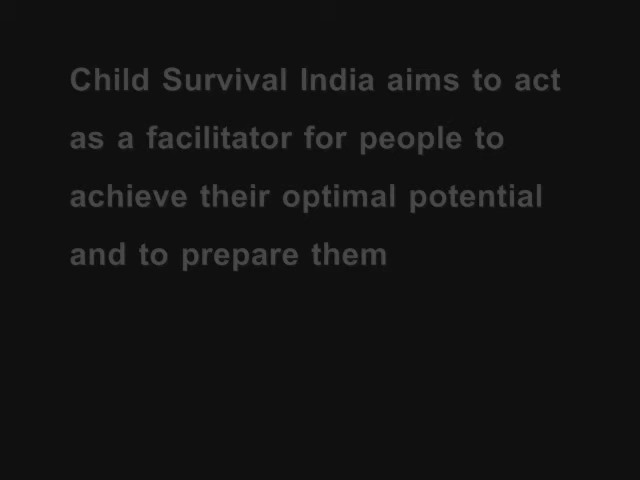 Child Survival India aims to act
as a facilitator for people to
achieve their optimal potential
and to prepare them